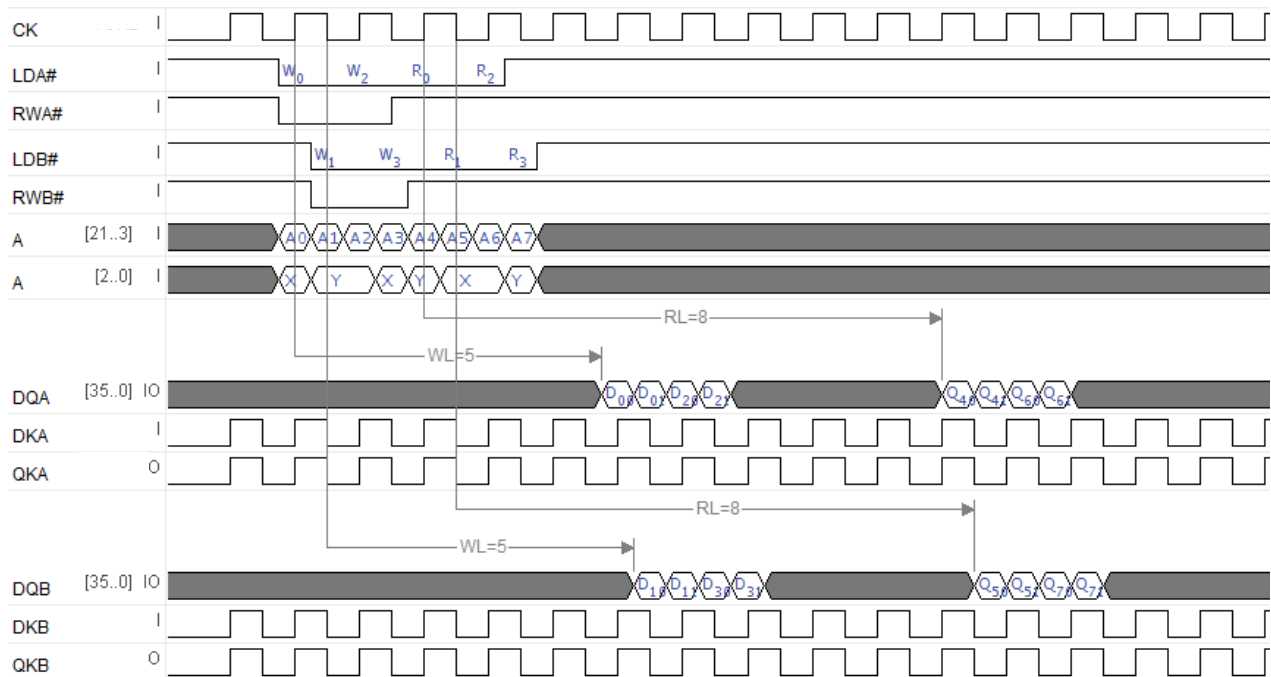 CK I
LDA# I W0 W2 R0 R2
RWA# I
LDB# I W1 W3 R1 R3
RWB# I
A [21..3] I A0 A1 A2 A3 A4 A5 A6 A7
A [2..0] I X Y X Y X Y
RL=8
WL=5
DQA [35..0] IO D00 D01 D20 D21 Q40 Q41 Q60 Q61
DKA I
QKA O
RL=8
WL=5
DQB [35..0] IO D10 D11 D30 D31 Q50 Q51 Q70 Q71
DKB I
QKB O